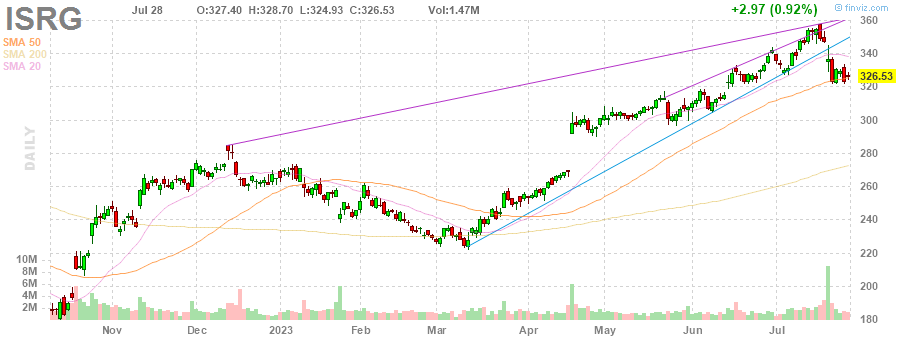 ISRG
Jul 28 O:327.40 H:328.70 L:324.93 C:326.53 Vol:1.47M +2.97 (0.92%)
© finviz.com
SMA 50
SMA 200
SMA 20
DAILY
360
340
326.53
320
300
280
260
240
220
200
180
10M
8M
6M
4M
2M
Nov Dec 2023 Feb Mar Apr May Jun Jul